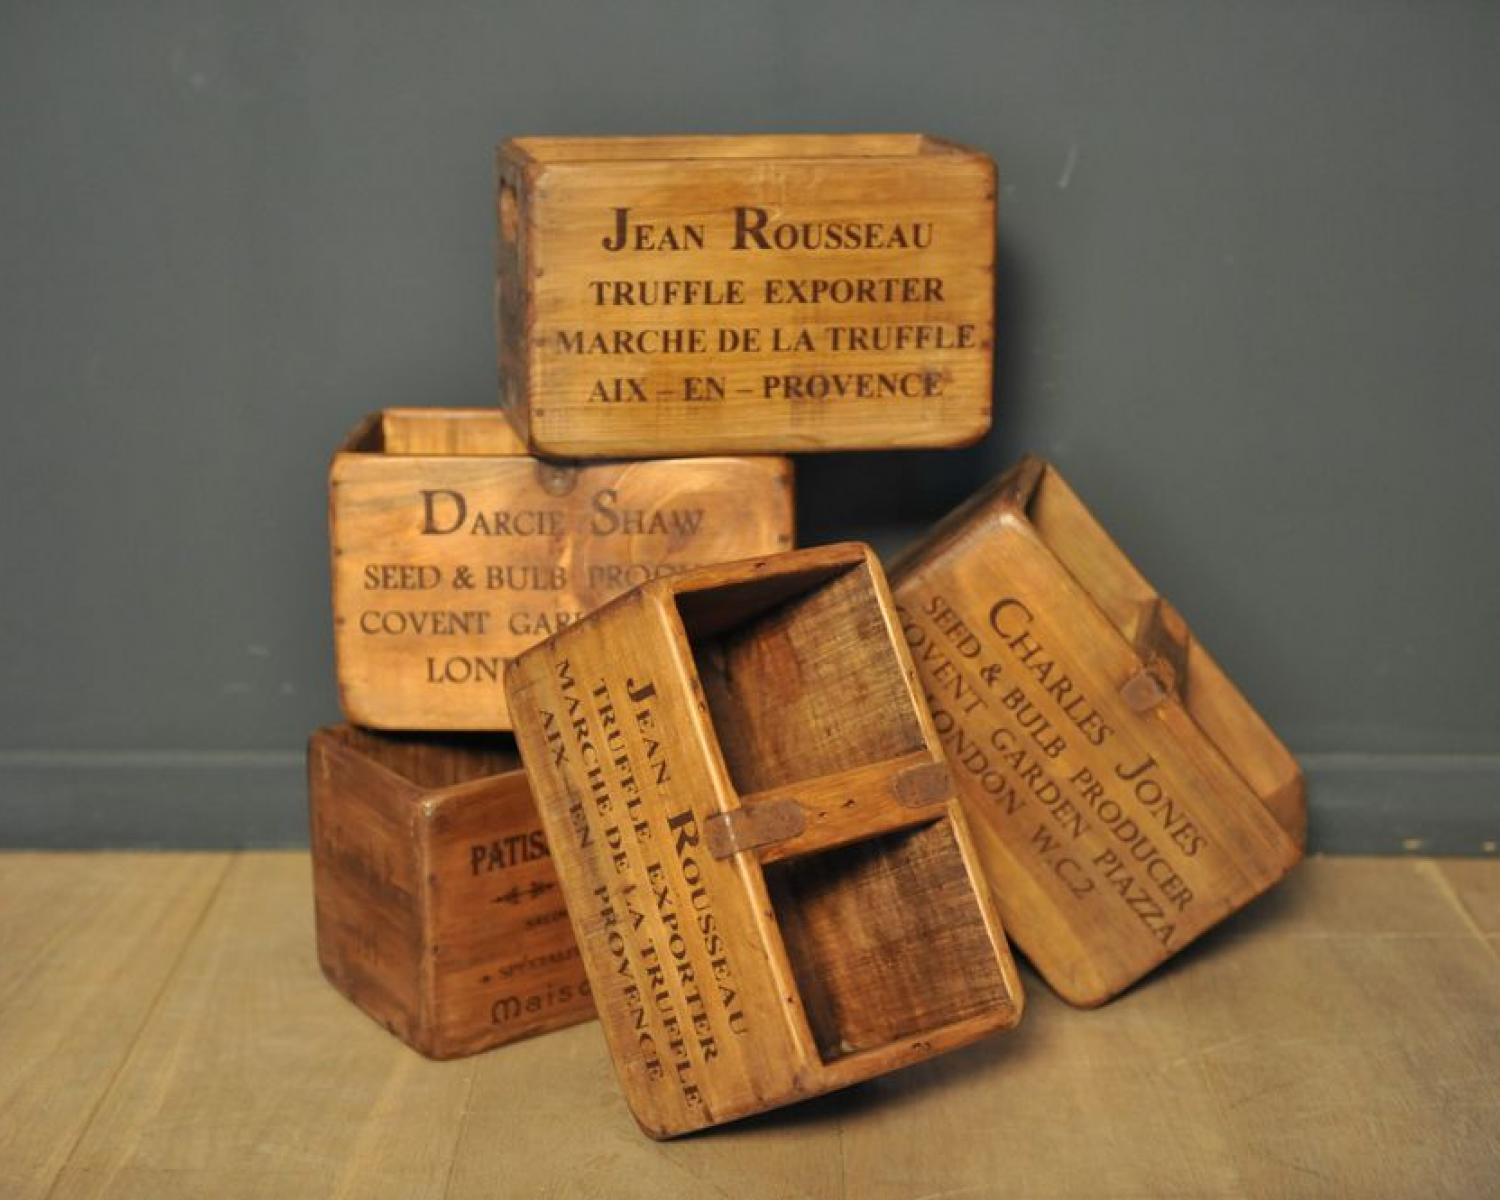 JEAN ROUSSEAU
TRUFFLE EXPORTER
MARCHE DE LA TRUFFLE
AIX – EN – PROVENCE
DARCIE SHAW
SEED & BULB
COVENT
JEAN ROUSSEAU
TRUFFLE EXPORTER
MARCHE DE LA TRUFFLE
AIX – EN – PROVENCE
CHARLES JONES
SEED & BULB PRODUCER
COVENT GARDEN PIAZZA
LONDON W.C2